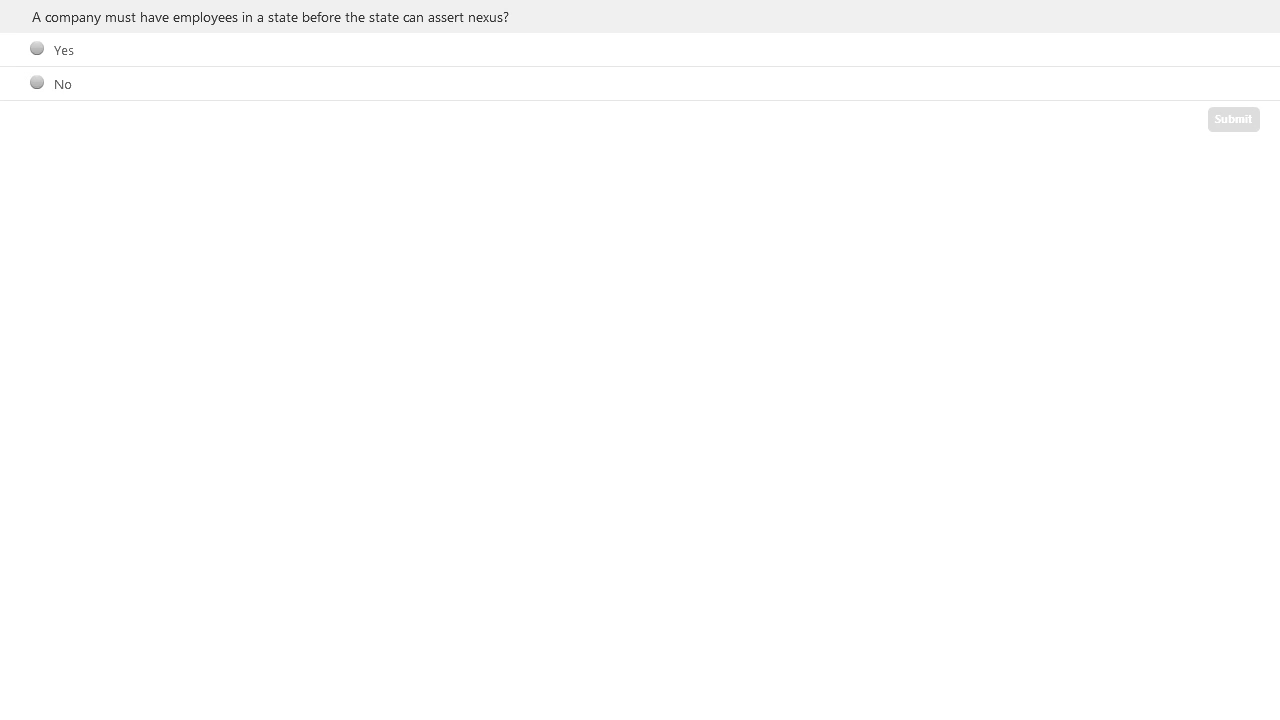 A company must have employees in a state before the state can assert nexus?
Yes
No
Submit